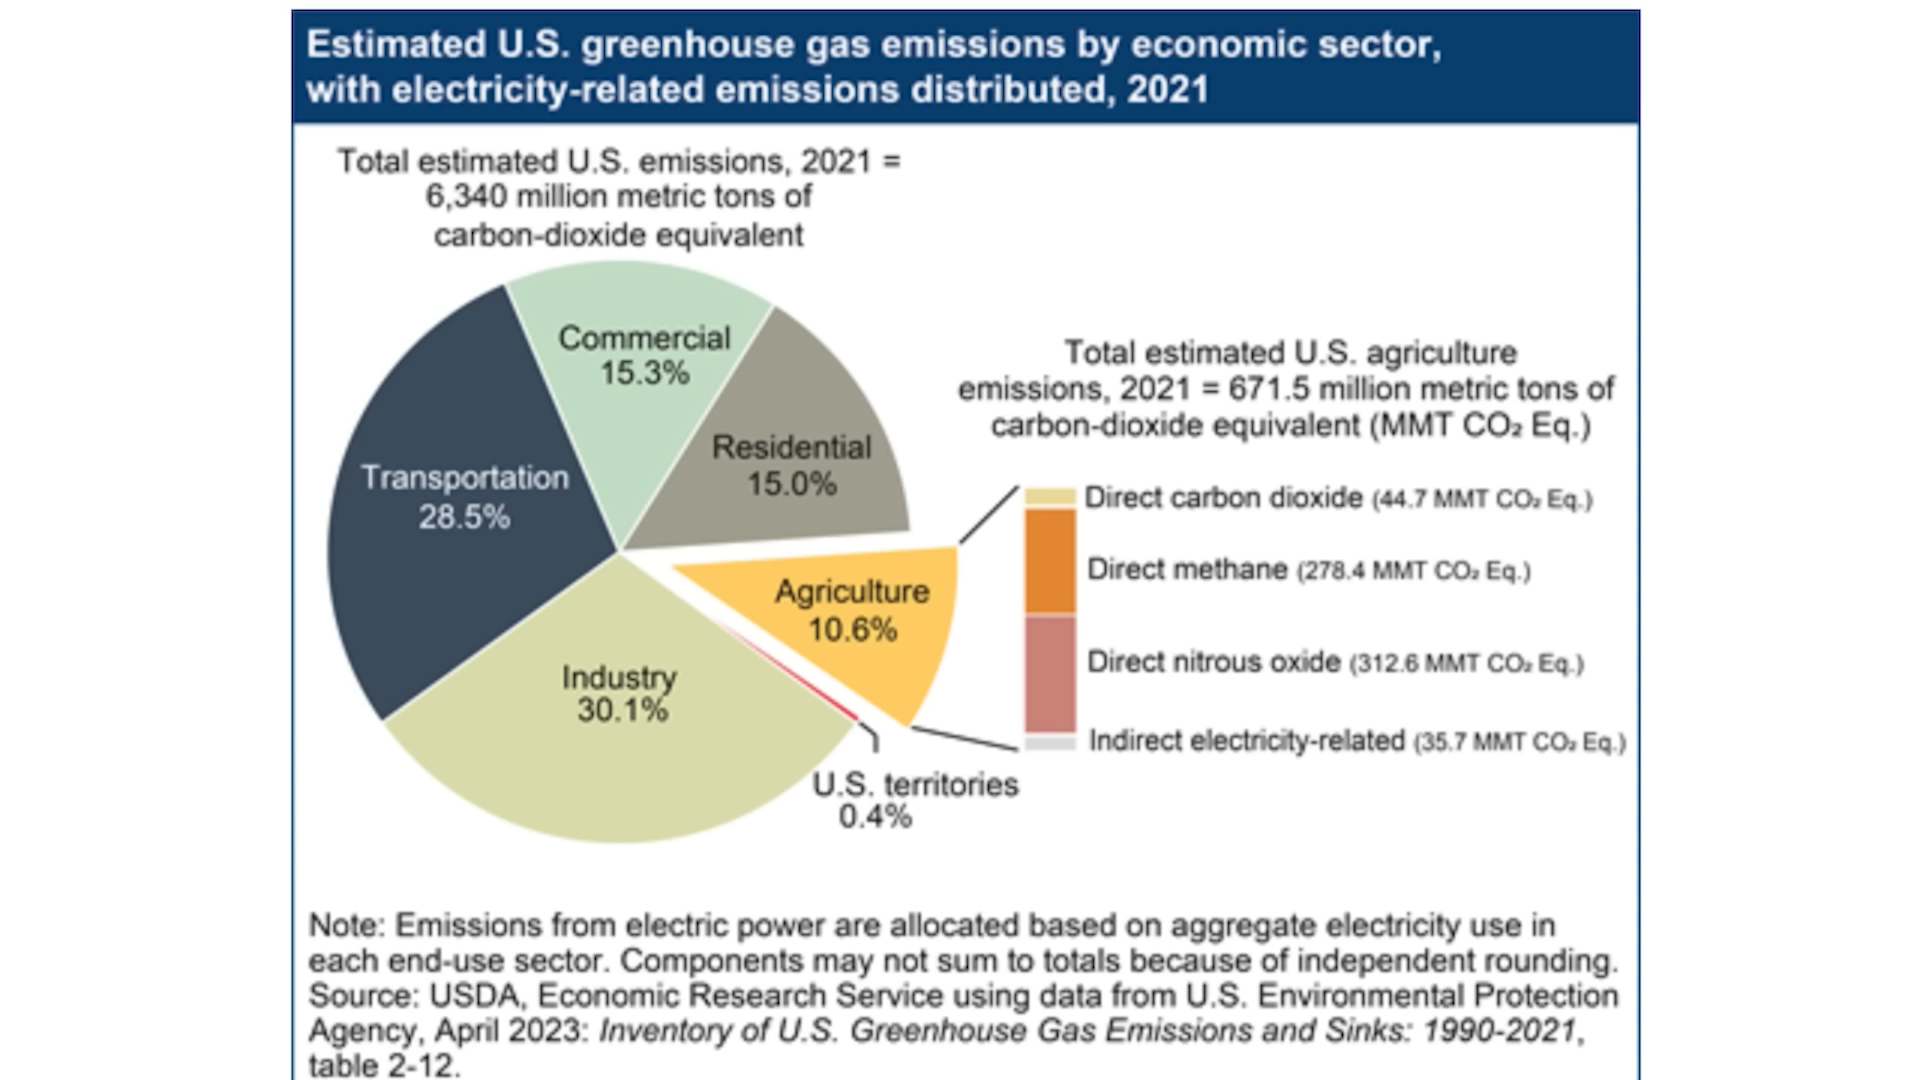 Estimated U.S. greenhouse gas emissions by economic sector,
with electricity-related emissions distributed, 2021
Total estimated U.S. emissions, 2021 =
6,340 million metric tons of
carbon-dioxide equivalent
Commercial
15.3%
Residential
15.0%
Transportation
28.5%
Agriculture
10.6%
Industry
30.1%
U.S. territories
0.4%
Total estimated U.S. agriculture
emissions, 2021 = 671.5 million metric tons of
carbon-dioxide equivalent (MMT CO₂ Eq.)
Direct carbon dioxide (44.7 MMT CO₂ Eq.)
Direct methane (278.4 MMT CO₂ Eq.)
Direct nitrous oxide (312.6 MMT CO₂ Eq.)
Indirect electricity-related (35.7 MMT CO₂ Eq.)
Note: Emissions from electric power are allocated based on aggregate electricity use in
each end-use sector. Components may not sum to totals because of independent rounding.
Source: USDA, Economic Research Service using data from U.S. Environmental Protection
Agency, April 2023: Inventory of U.S. Greenhouse Gas Emissions and Sinks: 1990-2021,
table 2-12.